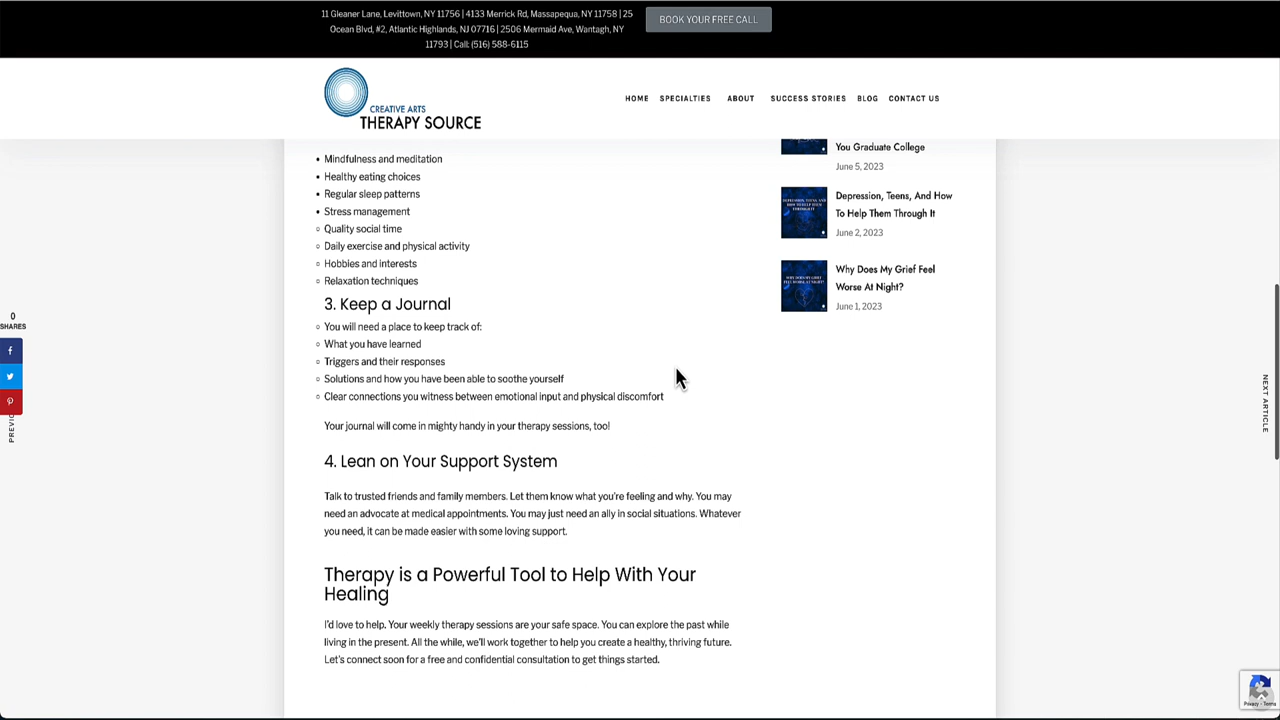 11 Gleaner Lane, Levittown, NY 11756 | 4133 Merrick Rd, Massapequa, NY 11758 | 25
Ocean Blvd, #2, Atlantic Highlands, NJ 07716 | 2506 Mermaid Ave, Wantagh, NY
11793 | Call: (516) 588-6115
BOOK YOUR FREE CALL
CREATIVE ARTS
THERAPY SOURCE
HOME SPECIALTIES ABOUT SUCCESS STORIES BLOG CONTACT US
• Mindfulness and meditation
• Healthy eating choices
• Regular sleep patterns
• Stress management
◦ Quality social time
◦ Daily exercise and physical activity
◦ Hobbies and interests
◦ Relaxation techniques
3. Keep a Journal
◦ You will need a place to keep track of:
◦ What you have learned
◦ Triggers and their responses
◦ Solutions and how you have been able to soothe yourself
◦ Clear connections you witness between emotional input and physical discomfort
Your journal will come in mighty handy in your therapy sessions, too!
4. Lean on Your Support System
Talk to trusted friends and family members. Let them know what you're feeling and why. You may
need an advocate at medical appointments. You may just need an ally in social situations. Whatever
you need, it can be made easier with some loving support.
Therapy is a Powerful Tool to Help With Your
Healing
I'd love to help. Your weekly therapy sessions are your safe space. You can explore the past while
living in the present. All the while, we'll work together to help you create a healthy, thriving future.
Let's connect soon for a free and confidential consultation to get things started.
You Graduate College
June 5, 2023
Depression, Teens, And How
To Help Them Through It
June 2, 2023
Why Does My Grief Feel
Worse At Night?
June 1, 2023
0
SHARES
PREVIO
NEXT ARTICLE
Privacy - Terms